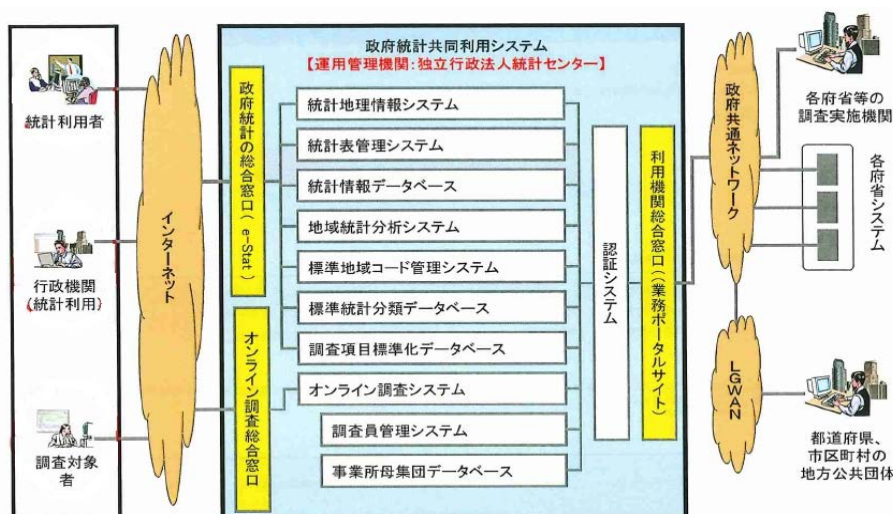 政府統計共同利用システム
【運用管理機関:独立行政法人統計センター】
統計利用者
行政機関
(統計利用)
調査対象
者
インターネット
政府統計の総合窓口(e-Stat)
オンライン調査総合窓口
統計地理情報システム
統計表管理システム
統計情報データベース
地域統計分析システム
標準地域コード管理システム
標準統計分類データベース
調査項目標準化データベース
オンライン調査システム
調査員管理システム
事業所母集団データベース
認証システム
利用機関総合窓口((業務ポータルサイト)
政府共通ネットワーク
LGWAN
各府省等の
調査実施機関
各府省システム
都道府県、
市区町村の
地方公共団体